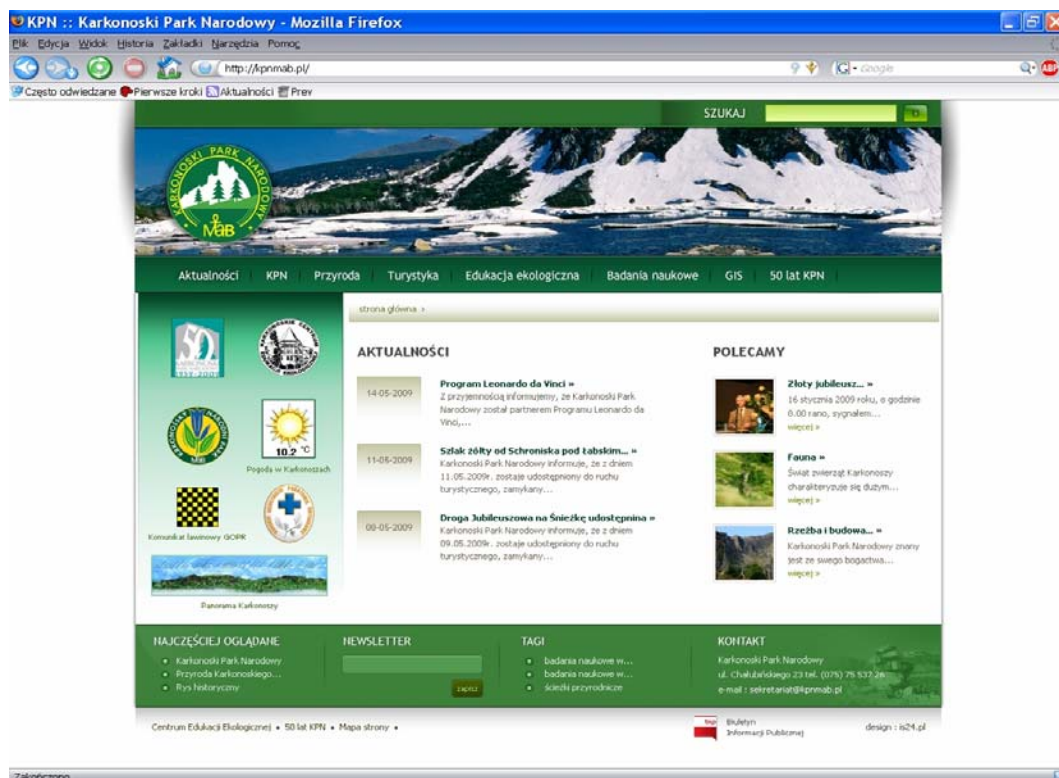 KPN :: Karkonoski Park Narodowy - Mozilla Firefox
Plik Edycja Widok Historia Zakładki Narzędzia Pomoc
http://kpnmab.pl/
Google
ABP
Często odwiedzane Pierwsze kroki Aktualności Prev
SZUKAJ
KARKONOSKI PARK NARODOWY
MaB
Aktualności KPN Przyroda Turystyka Edukacja ekologiczna Badania naukowe GIS 50 lat KPN
strona główna »
50
1959-2009
AKTUALNOŚCI
14-05-2009
Program Leonardo da Vinci »
Z przyjemnością informujemy, że Karkonoski Park
Narodowy został partnerem Programu Leonardo da
Vinci,...
11-05-2009
Szlak żółty od Schroniska pod Łabskim... »
Karkonoski Park Narodowy informuje, że z dniem
11.05.2009r. zostaje udostępniony do ruchu
turystycznego, zamykany...
08-05-2009
Droga Jubileuszowa na Śnieżkę udostępnina »
Karkonoski Park Narodowy informuje, że z dniem
09.05.2009r. zostaje udostępniony do ruchu
turystycznego, zamykany...
POLECAMY
Złoty jubileusz... »
16 stycznia 2009 roku, o godzinie
8.00 rano, sygnałem...
więcej »
Fauna »
Świat zwierząt Karkonoszy
charakteryzuje się dużym...
więcej »
Rzeźba i budowa... »
Karkonoski Park Narodowy znany
jest ze swego bogactwa...
więcej »
10.2 °C
Pogoda w Karkonoszach
Komunikat lawinowy GOPR
Panorama Karkonoszy
NAJCZĘŚCIEJ OGLĄDANE
Karkonoski Park Narodowy
Przyroda Karkonoskiego...
Rys historyczny
NEWSLETTER
zapisz
TAGI
badania naukowe w...
badania naukowe w...
ścieżki przyrodnicze
KONTAKT
Karkonoski Park Narodowy
ul. Chałubińskiego 23 tel. (075) 75 537 26
e-mail : sekretariat@kpnmab.pl
Centrum Edukacji Ekologicznej • 50 lat KPN • Mapa strony •
bip
Biuletyn
Informacji Publicznej
design : is24.pl
Zakończono